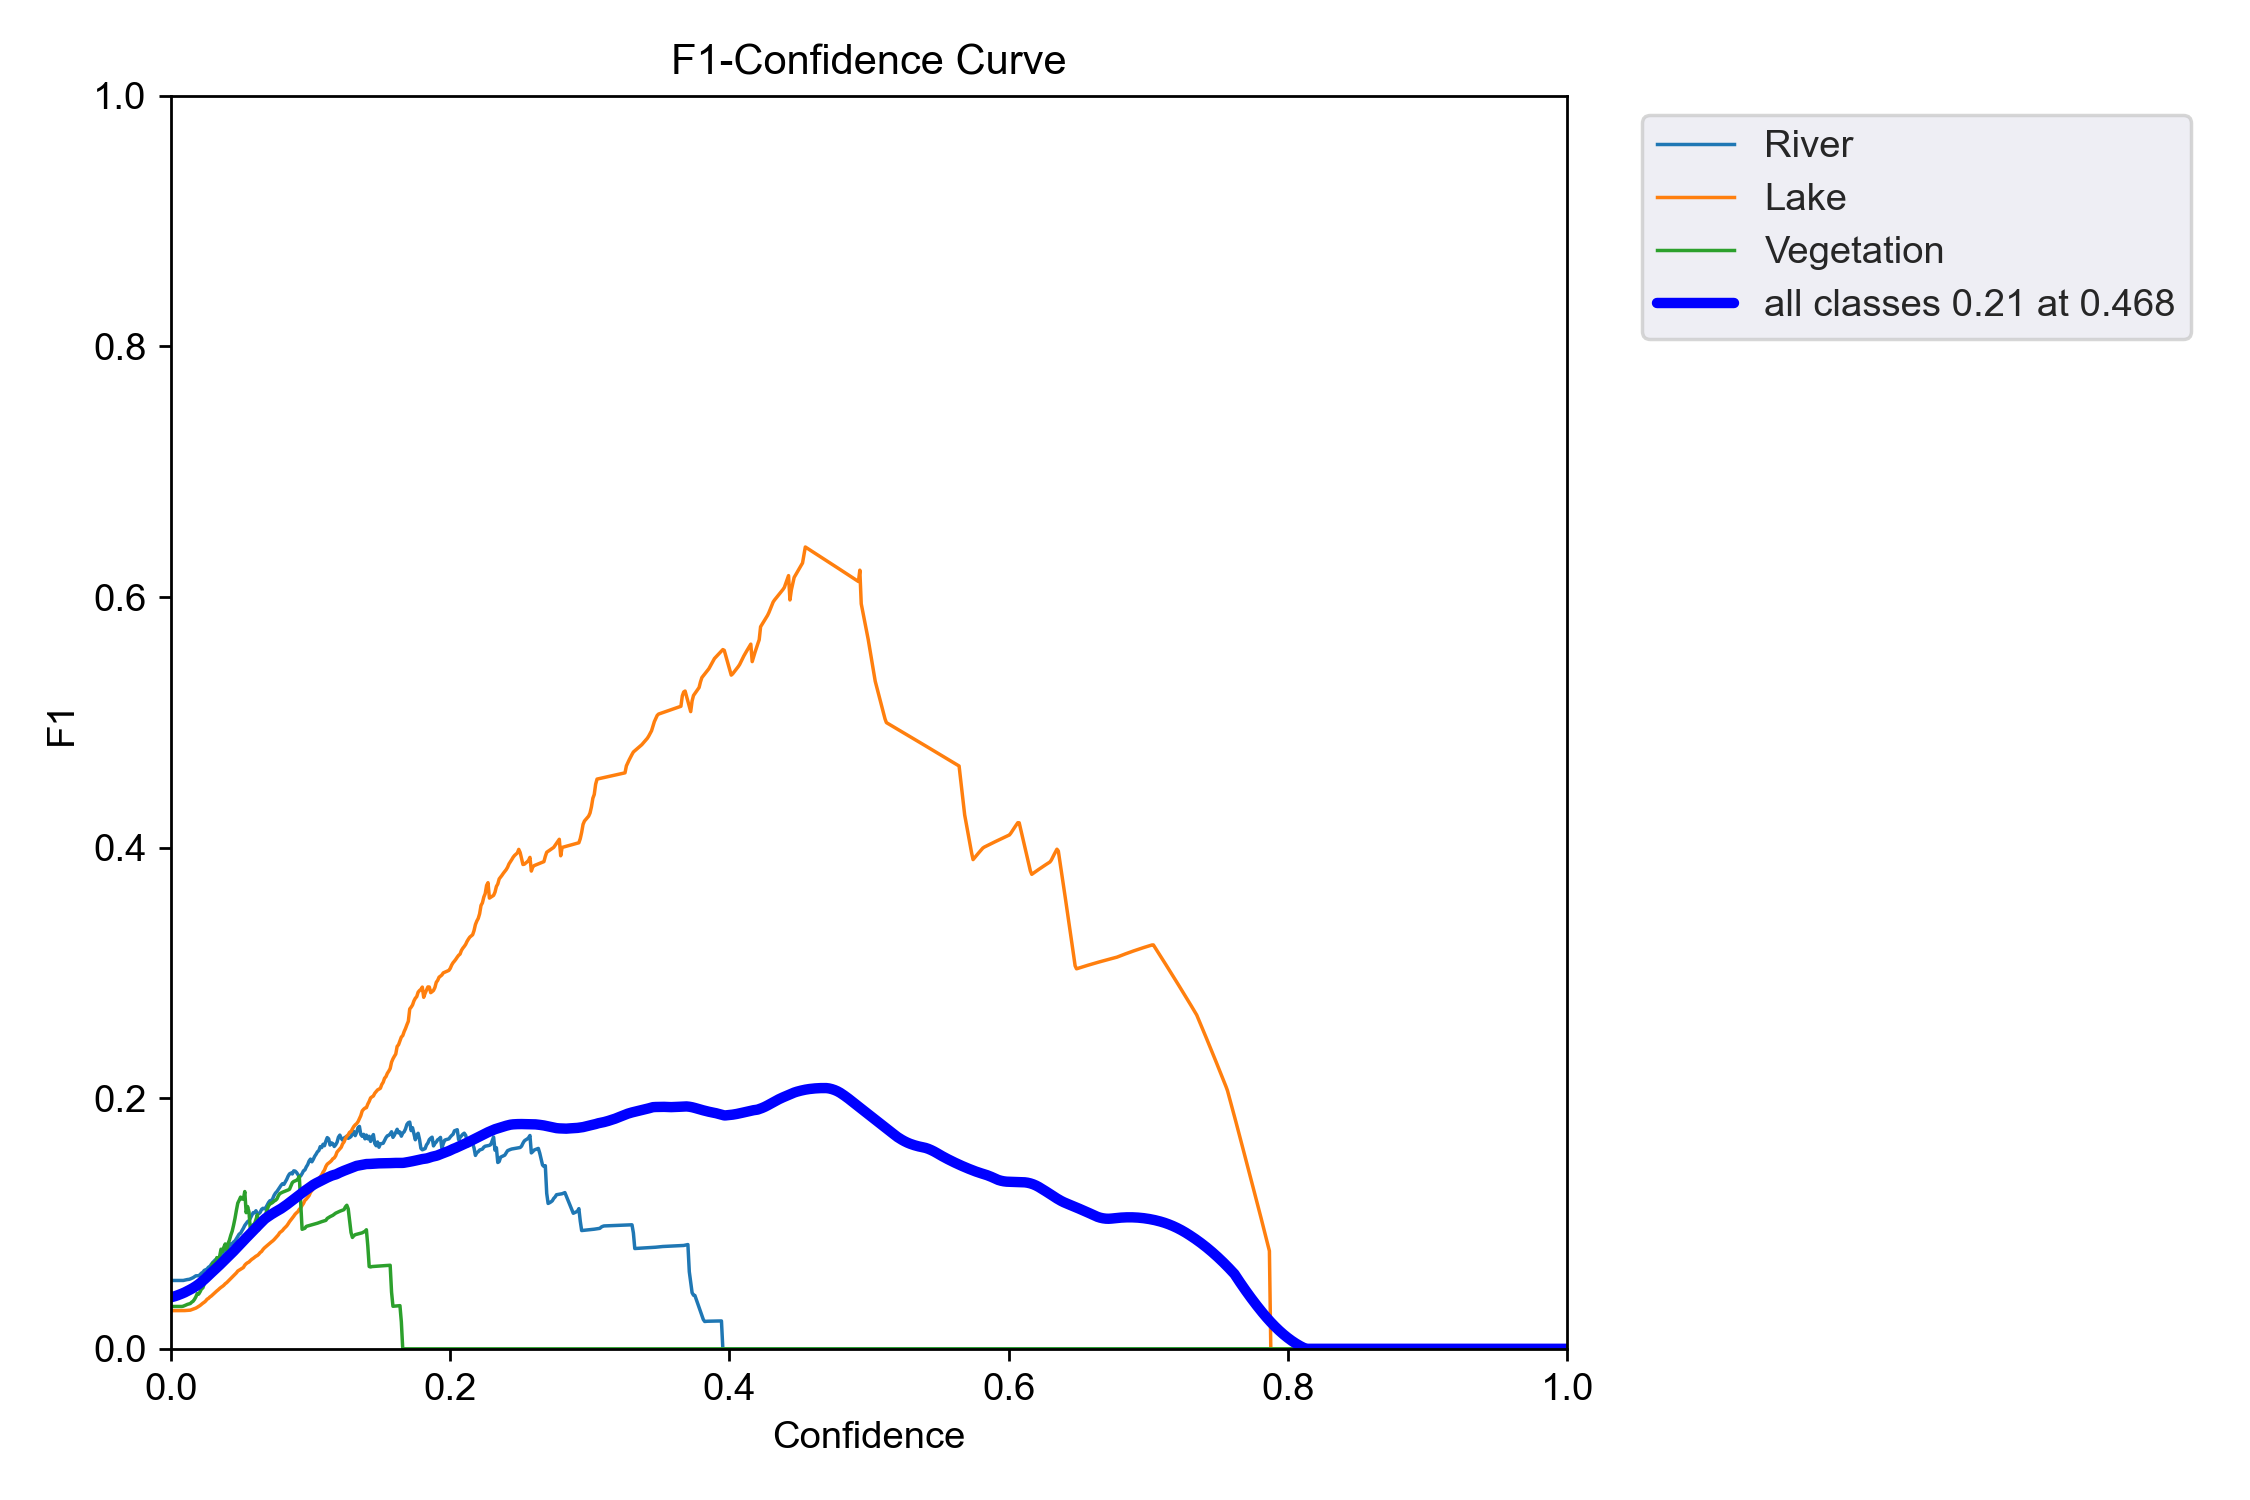 F1-Confidence Curve
1.0
0.8
0.6
0.4
0.2
0.0
F1
0.0 0.2 0.4 0.6 0.8 1.0
Confidence
River
Lake
Vegetation
all classes 0.21 at 0.468